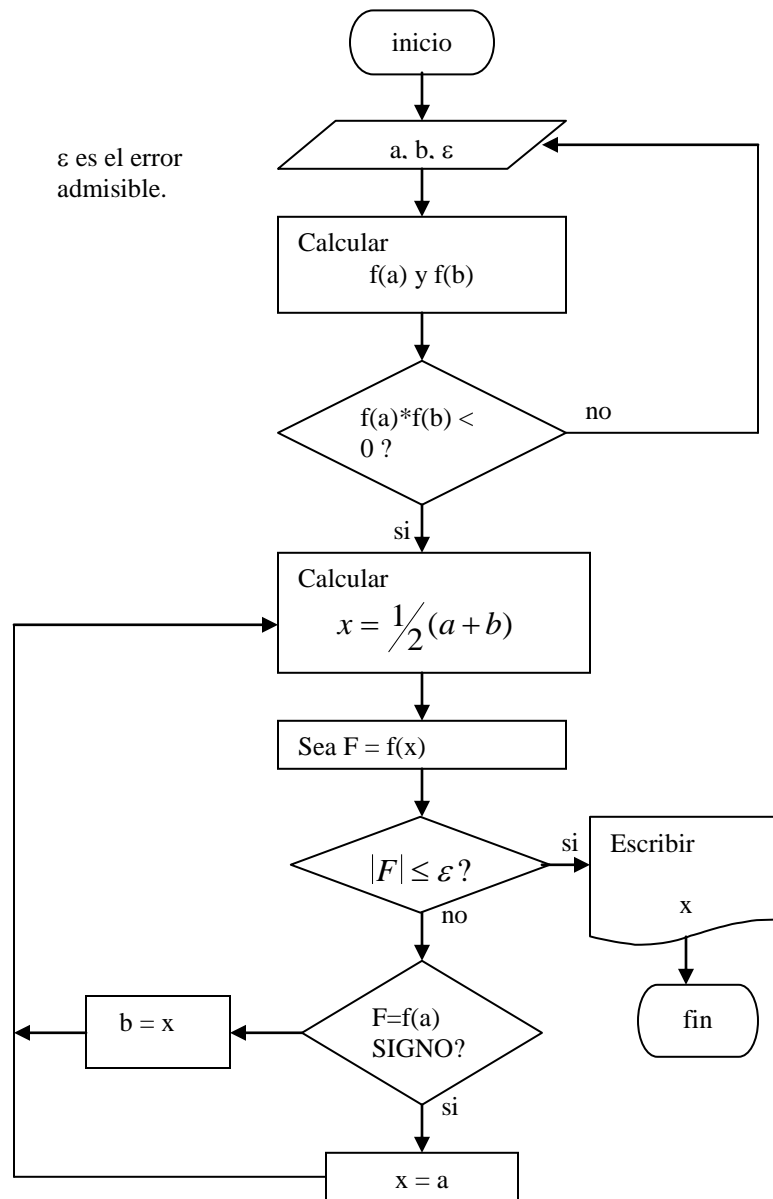 inicio
a, b, ε
ε es el error
admisible.
Calcular
f(a) y f(b)
f(a)*f(b) <
0 ?
no
si
Calcular
x = 1/2 (a + b)
Sea F = f(x)
|F| ≤ ε ?
si
Escribir
x
no
fin
F=f(a)
SIGNO?
b = x
si
x = a